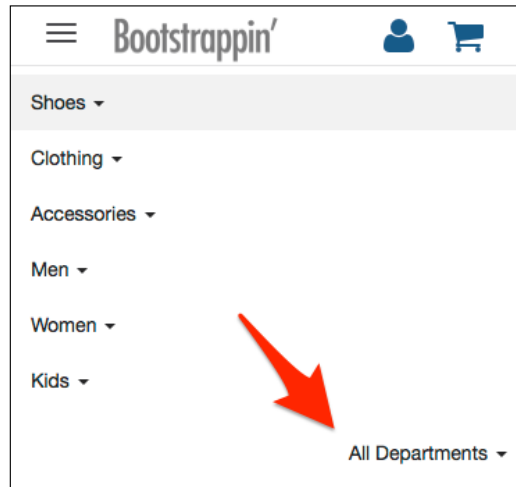 Bootstrappin'
Shoes
Clothing
Accessories
Men
Women
Kids
All Departments